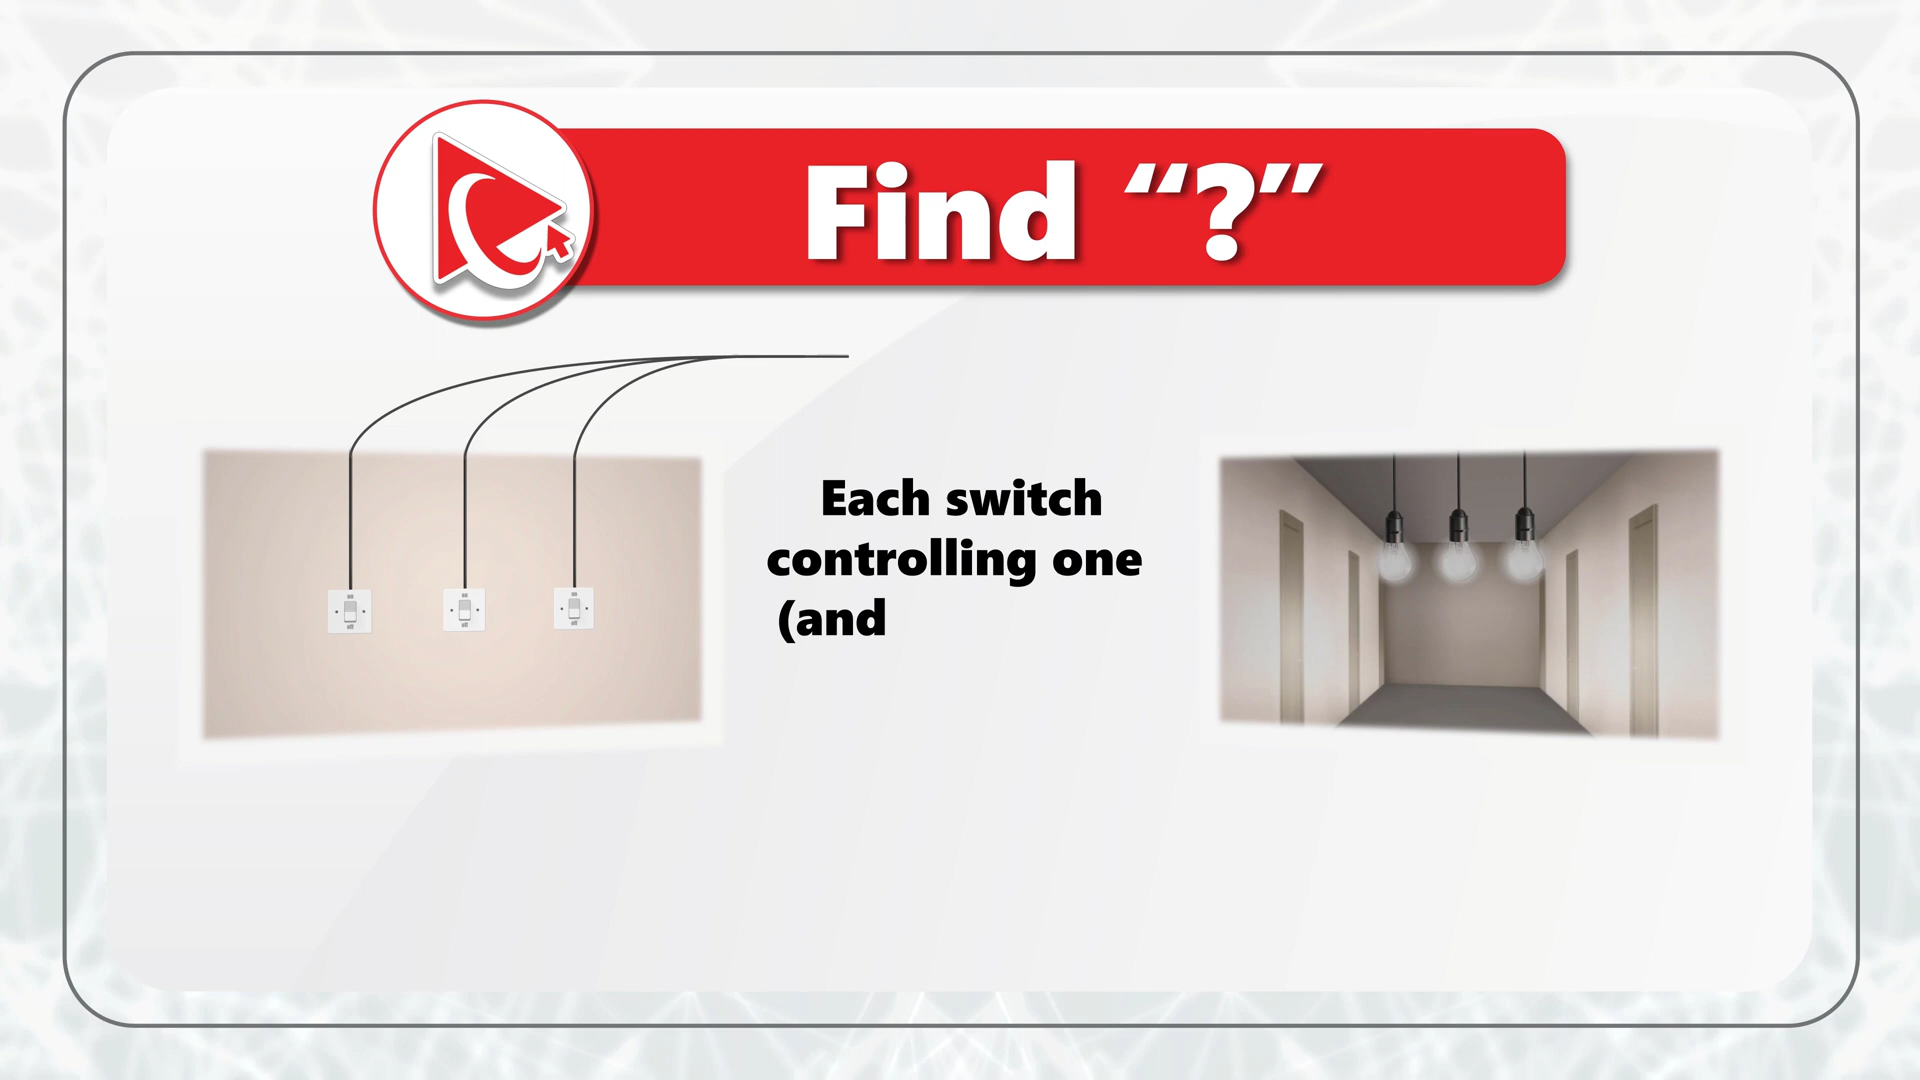 Find “?”
Each switch
controlling one
(and